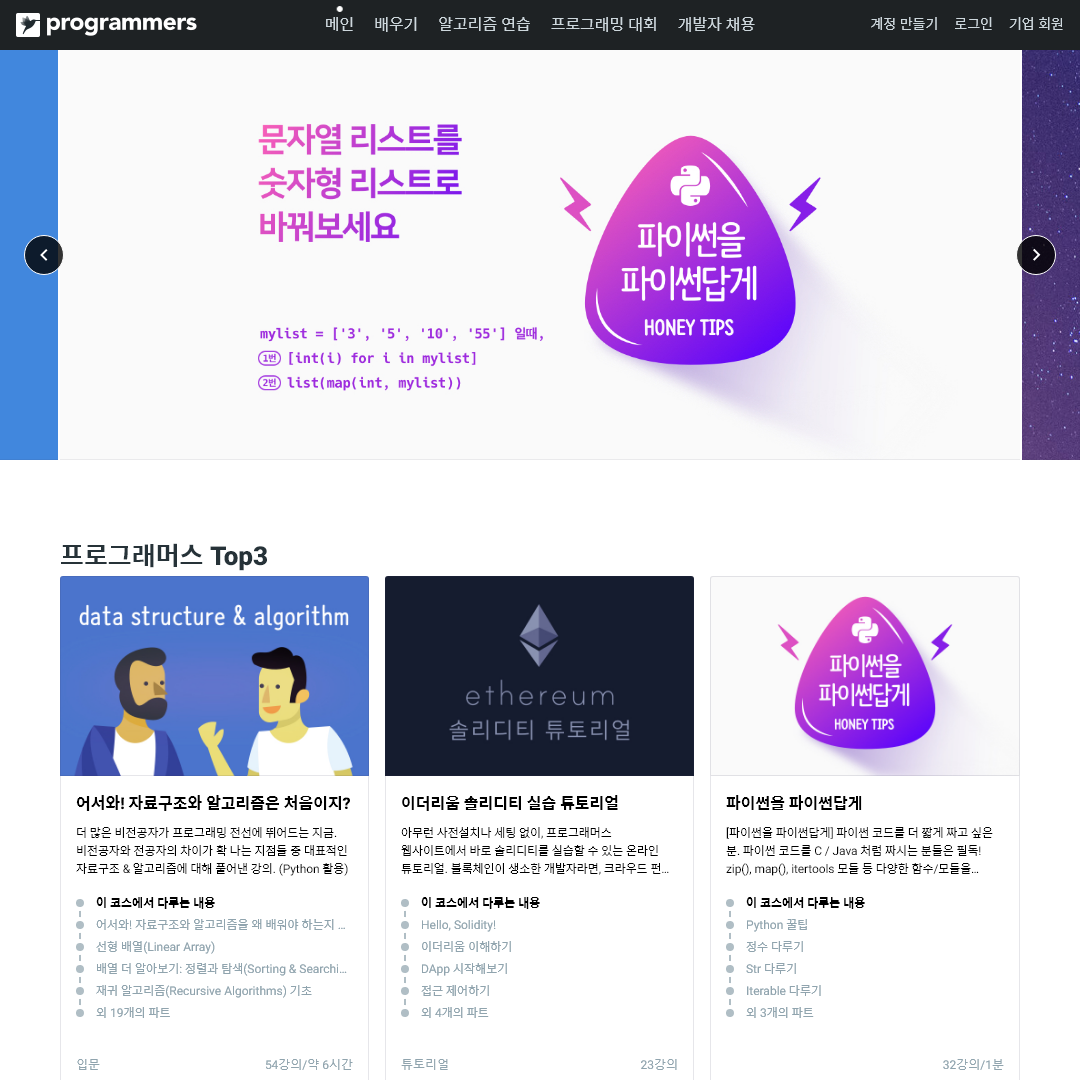 programmers
메인 배우기 알고리즘 연습 프로그래밍 대회 개발자 채용
계정 만들기 로그인 기업 회원
문자열 리스트를
숫자형 리스트로
바꿔보세요
mylist = ['3', '5', '10', '55'] 일때,
1번 [int(i) for i in mylist]
2번 list(map(int, mylist))
파이썬을
파이썬답게
HONEY TIPS
프로그래머스 Top3
data structure & algorithm
어서와! 자료구조와 알고리즘은 처음이지?
더 많은 비전공자가 프로그래밍 전선에 뛰어드는 지금.
비전공자와 전공자의 차이가 확 나는 지점들 중 대표적인
자료구조 & 알고리즘에 대해 풀어낸 강의. (Python 활용)
이 코스에서 다루는 내용
어서와! 자료구조와 알고리즘을 왜 배워야 하는지 ...
선형 배열(Linear Array)
배열 더 알아보기: 정렬과 탐색(Sorting & Searchi...
재귀 알고리즘(Recursive Algorithms) 기초
외 19개의 파트
입문 54강의/약 6시간
ethereum
솔리디티 튜토리얼
이더리움 솔리디티 실습 튜토리얼
아무런 사전설치나 세팅 없이, 프로그래머스
웹사이트에서 바로 솔리디티를 실습할 수 있는 온라인
튜토리얼. 블록체인이 생소한 개발자라면, 크라우드 펀...
이 코스에서 다루는 내용
Hello, Solidity!
이더리움 이해하기
DApp 시작해보기
접근 제어하기
외 4개의 파트
튜토리얼 23강의
파이썬을
파이썬답게
HONEY TIPS
파이썬을 파이썬답게
[파이썬을 파이썬답게] 파이썬 코드를 더 짧게 짜고 싶은
분. 파이썬 코드를 C / Java 처럼 짜시는 분들은 필독!
zip(), map(), itertools 모듈 등 다양한 함수/모듈을...
이 코스에서 다루는 내용
Python 꿀팁
정수 다루기
Str 다루기
Iterable 다루기
외 3개의 파트
32강의/1분